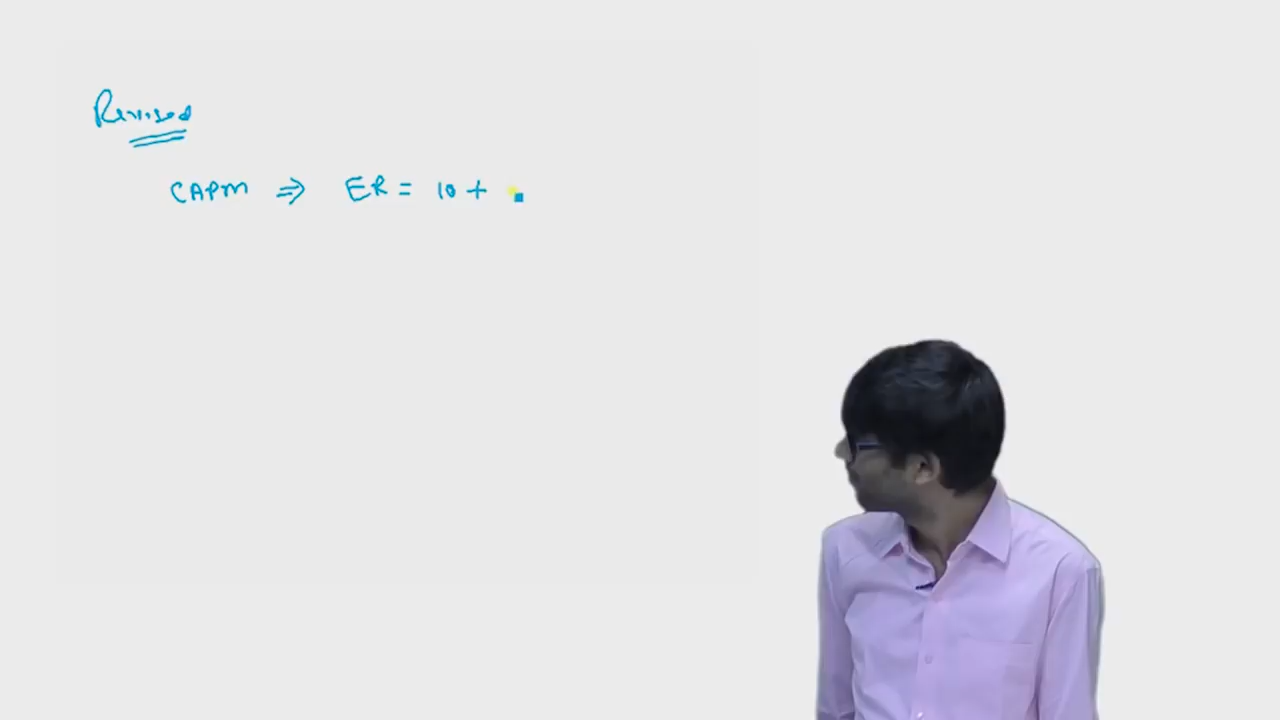 Revised
CAPM ⇒ ER = 10 +